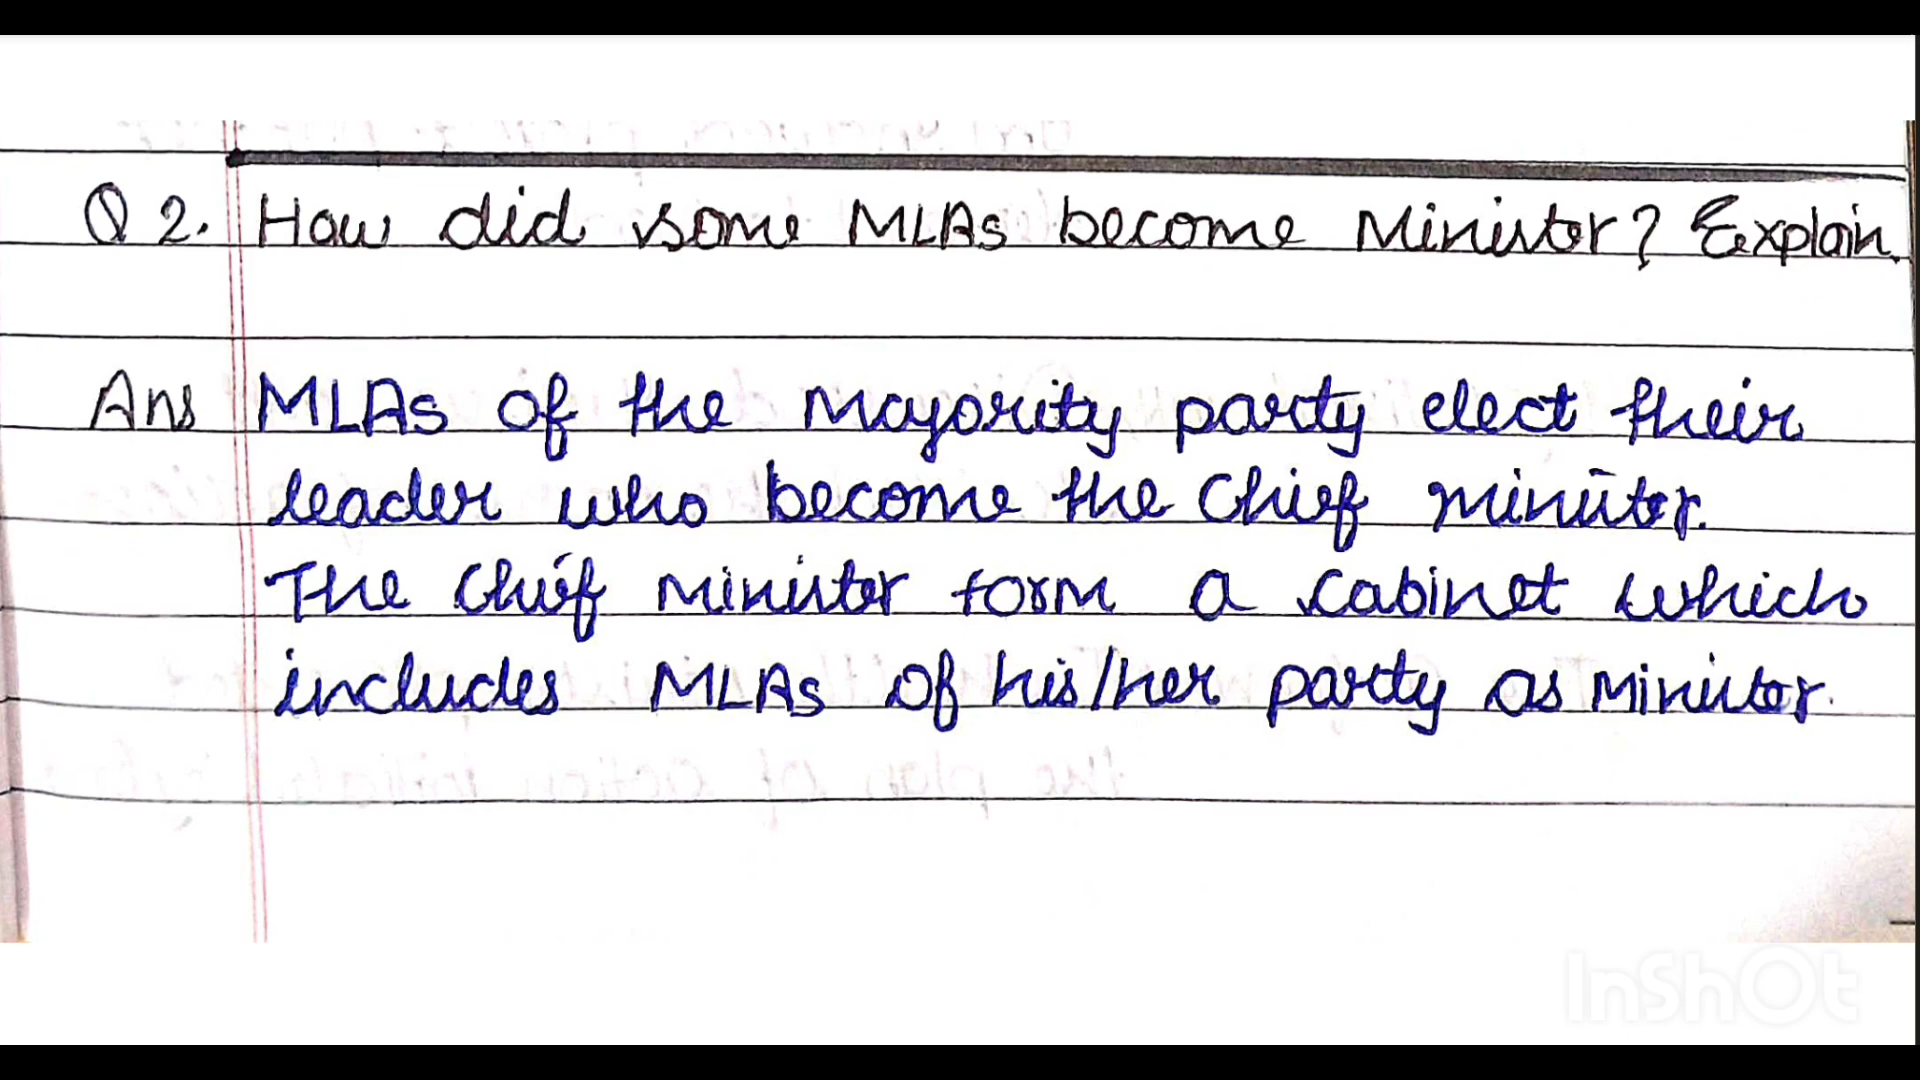 Q 2. How did some MLAs become Minister? Explain.
Ans MLAs of the majority party elect their
leader who become the Chief minister.
The Chief Minister form a cabinet which
includes MLAs of his/her party as Minister.
InShOt